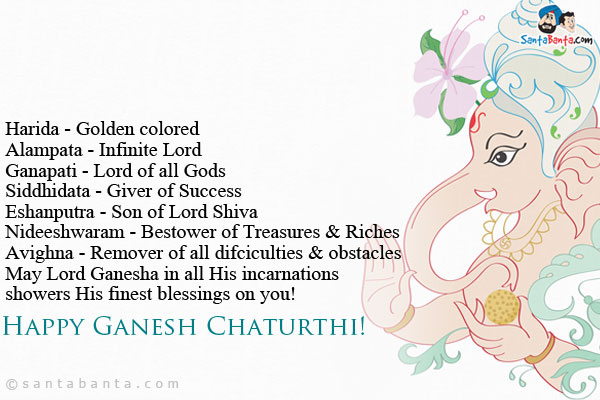 SantaBanta.com
Harida - Golden colored
Alampata - Infinite Lord
Ganapati - Lord of all Gods
Siddhidata - Giver of Success
Eshanputra - Son of Lord Shiva
Nideeshwaram - Bestower of Treasures & Riches
Avighna - Remover of all difciculties & obstacles
May Lord Ganesha in all His incarnations
showers His finest blessings on you!
Happy Ganesh Chaturthi!
©santabanta.com